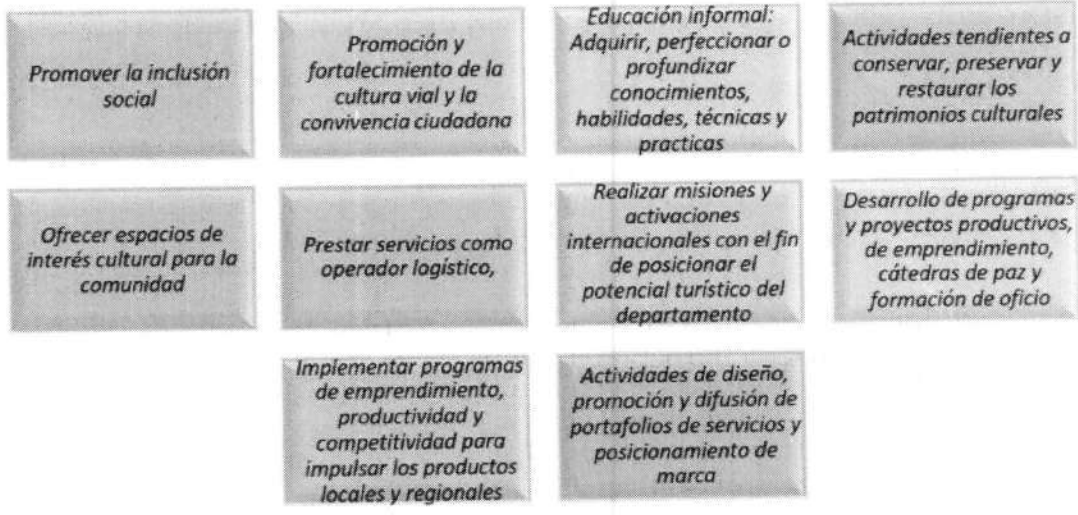 Promover la inclusión
social
Promoción y
fortalecimiento de la
cultura vial y la
convivencia ciudadana
Educación informal:
Adquirir, perfeccionar o
profundizar
conocimientos,
habilidades, técnicas y
practicas
Actividades tendientes a
conservar, preservar y
restaurar los
patrimonios culturales
Ofrecer espacios de
interés cultural para la
comunidad
Prestar servicios como
operador logístico,
Realizar misiones y
activaciones
internacionales con el fin
de posicionar el
potencial turístico del
departamento
Desarrollo de programas
y proyectos productivos,
de emprendimiento,
cátedras de paz y
formación de oficio
Implementar programas
de emprendimiento,
productividad y
competitividad para
impulsar los productos
locales y regionales
Actividades de diseño,
promoción y difusión de
portafolios de servicios y
posicionamiento de
marca